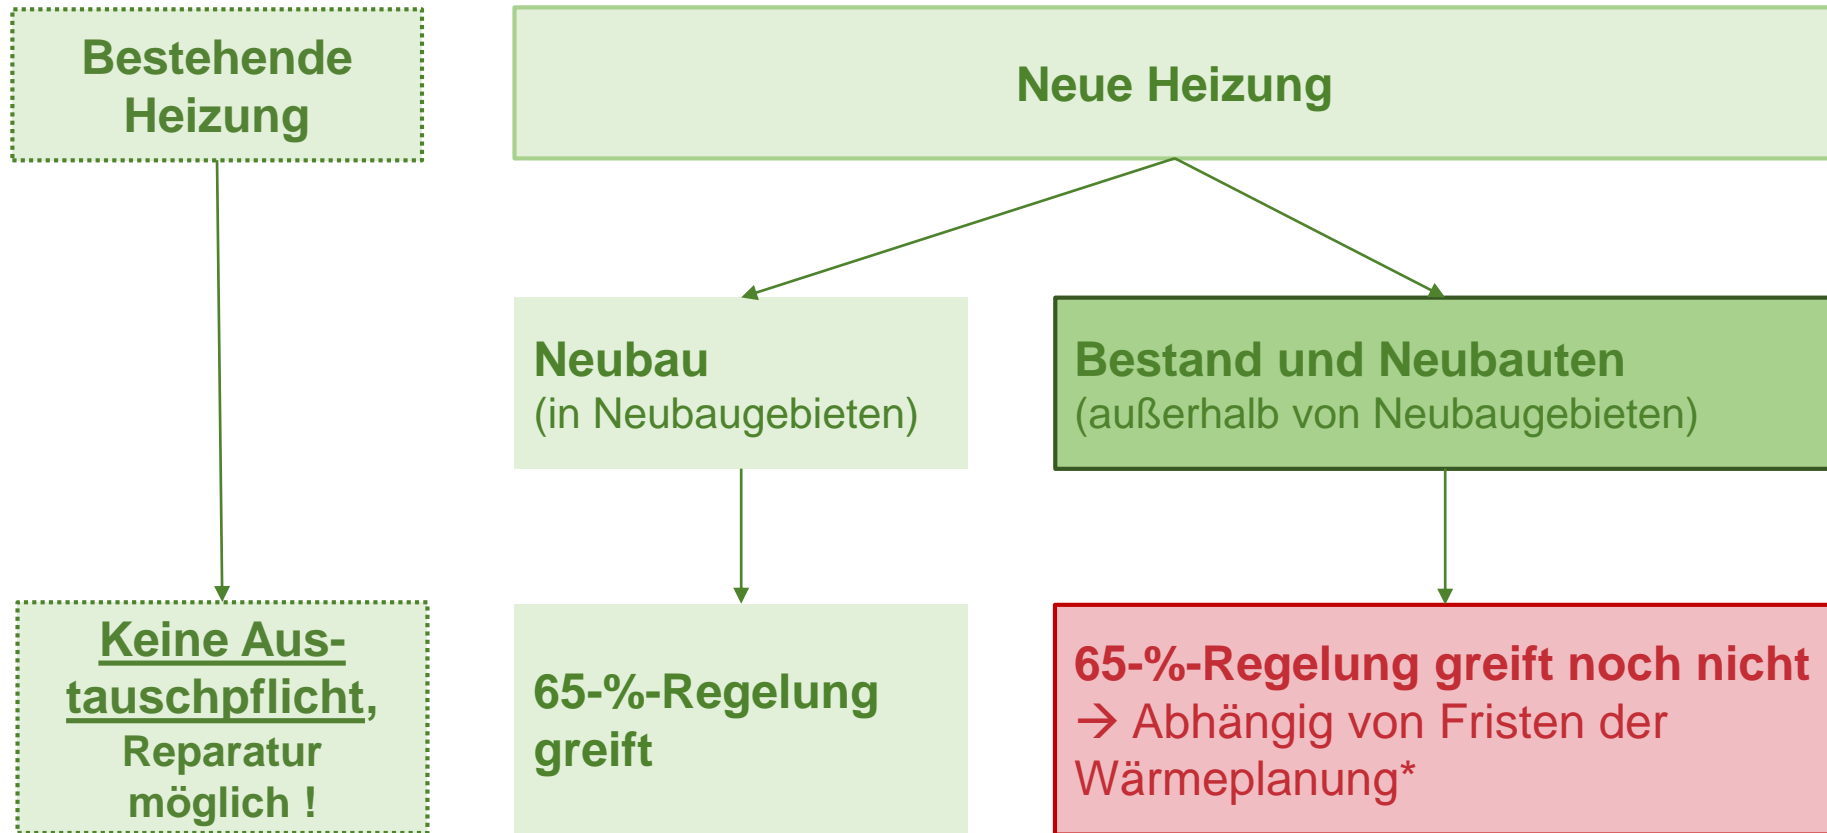 Bestehende
Heizung
Neue Heizung
Neubau
(in Neubaugebieten)
Bestand und Neubauten
(außerhalb von Neubaugebieten)
Keine Aus-
tauschpflicht,
Reparatur
möglich !
65-%-Regelung
greift
65-%-Regelung greift noch nicht
→ Abhängig von Fristen der
Wärmeplanung*